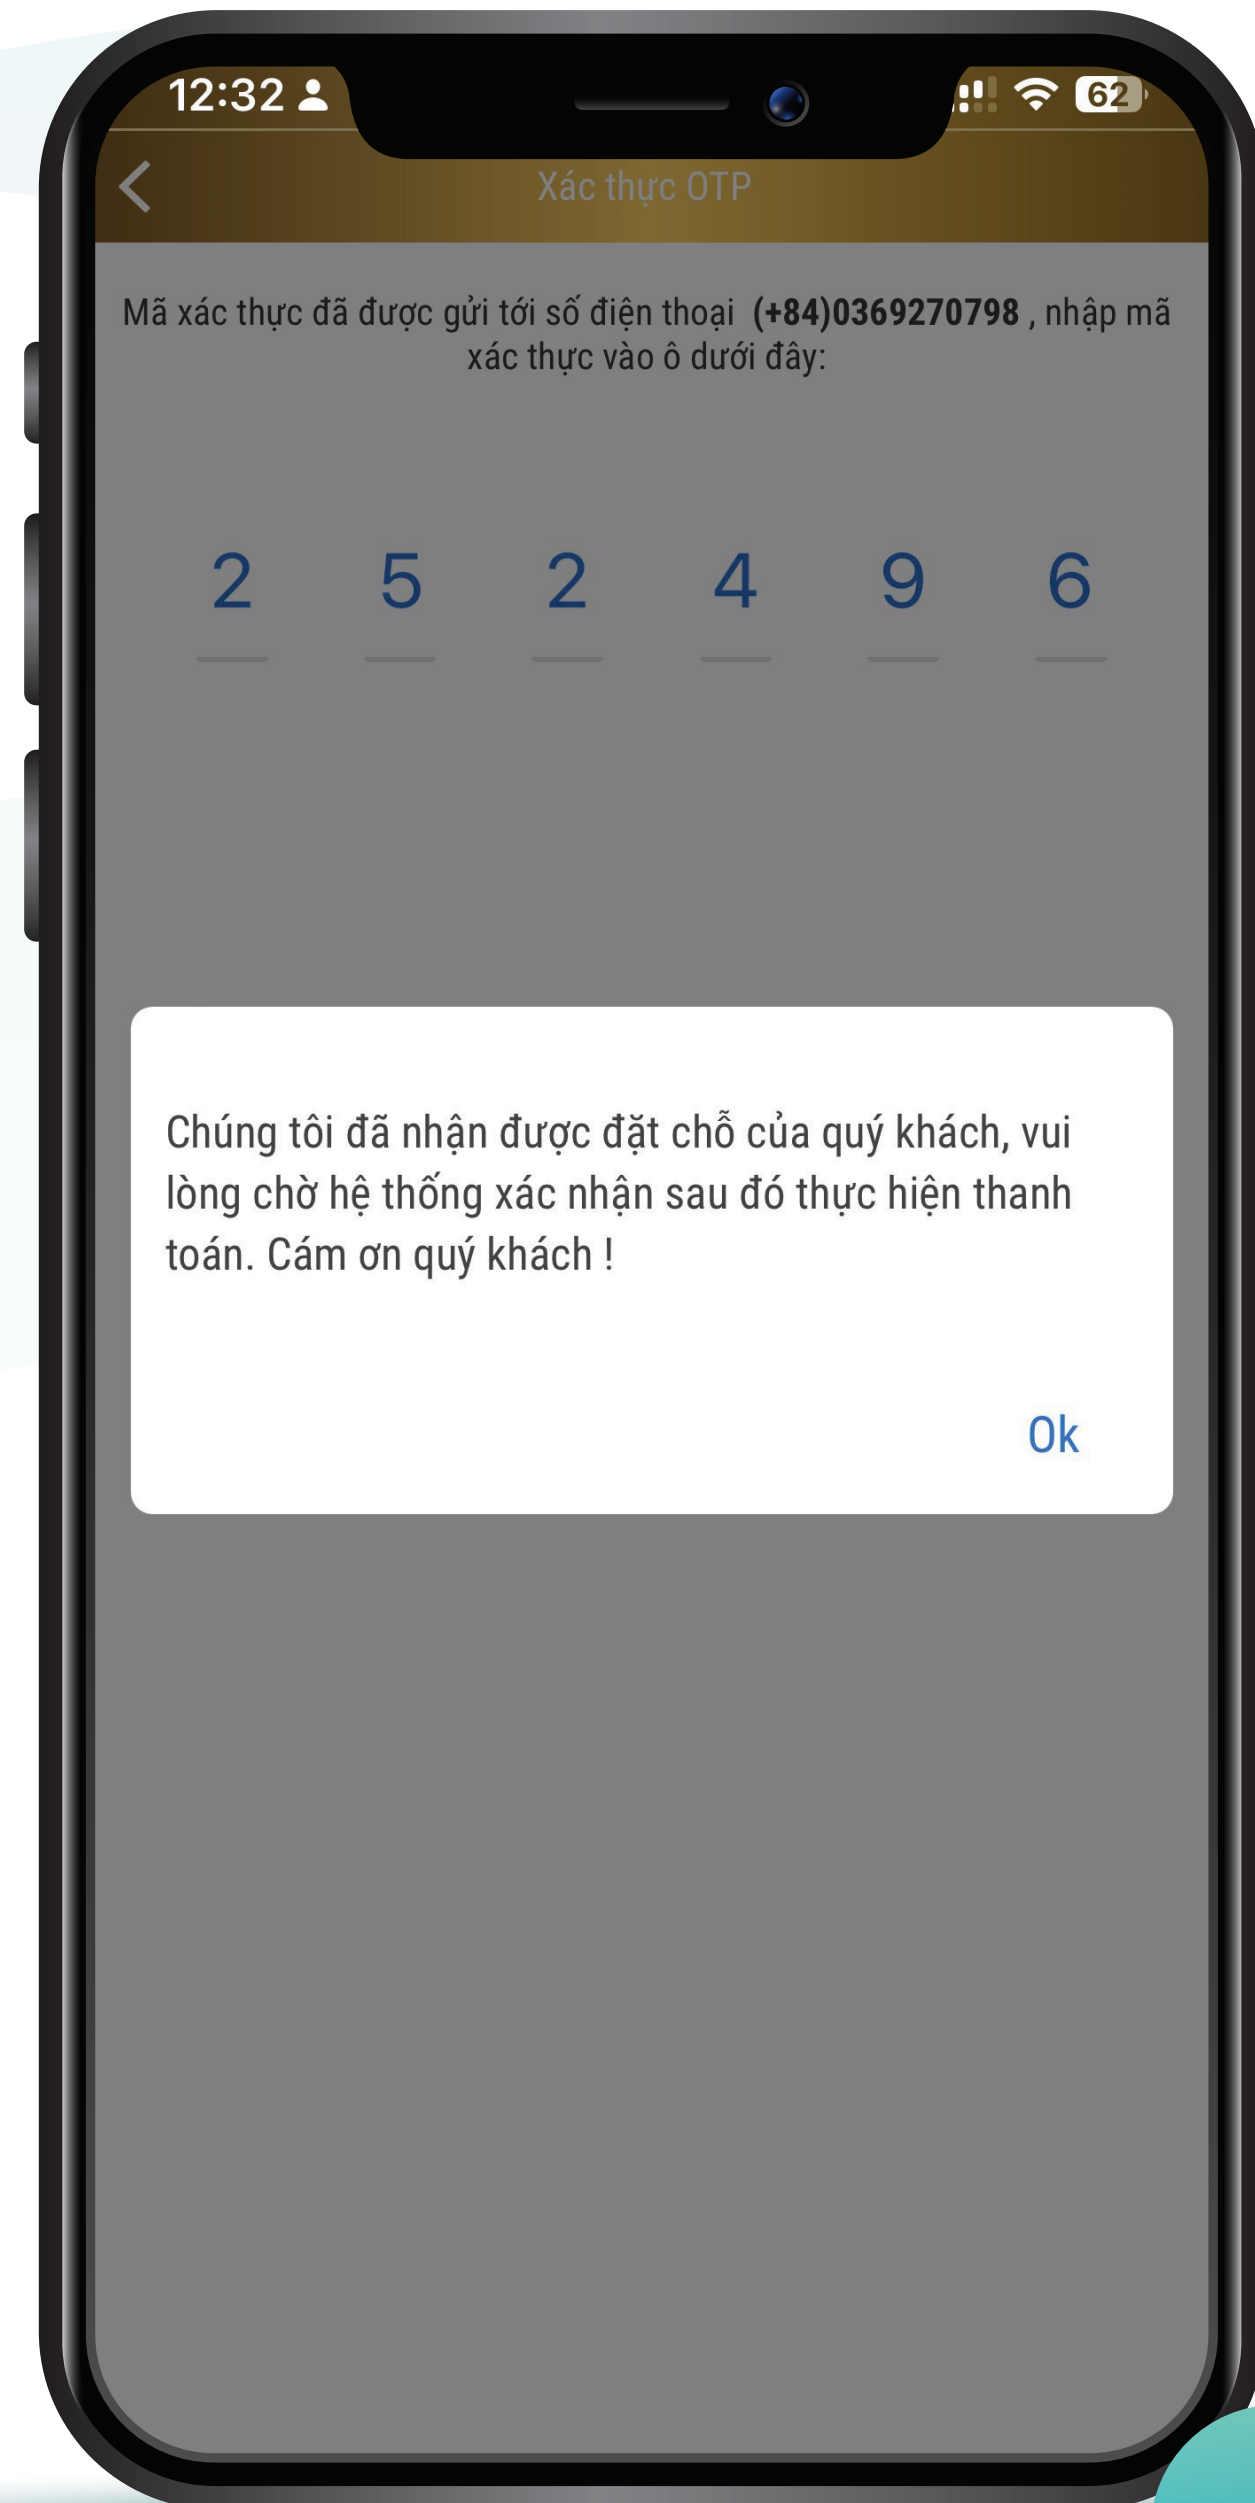 12:32
62
Xác thực OTP
Mã xác thực đã được gửi tới số điện thoại (+84)0369270798 , nhập mã
xác thực vào ô dưới đây:
2 5 2 4 9 6
Chúng tôi đã nhận được đặt chỗ của quý khách, vui
lòng chờ hệ thống xác nhận sau đó thực hiện thanh
toán. Cám ơn quý khách !
Ok